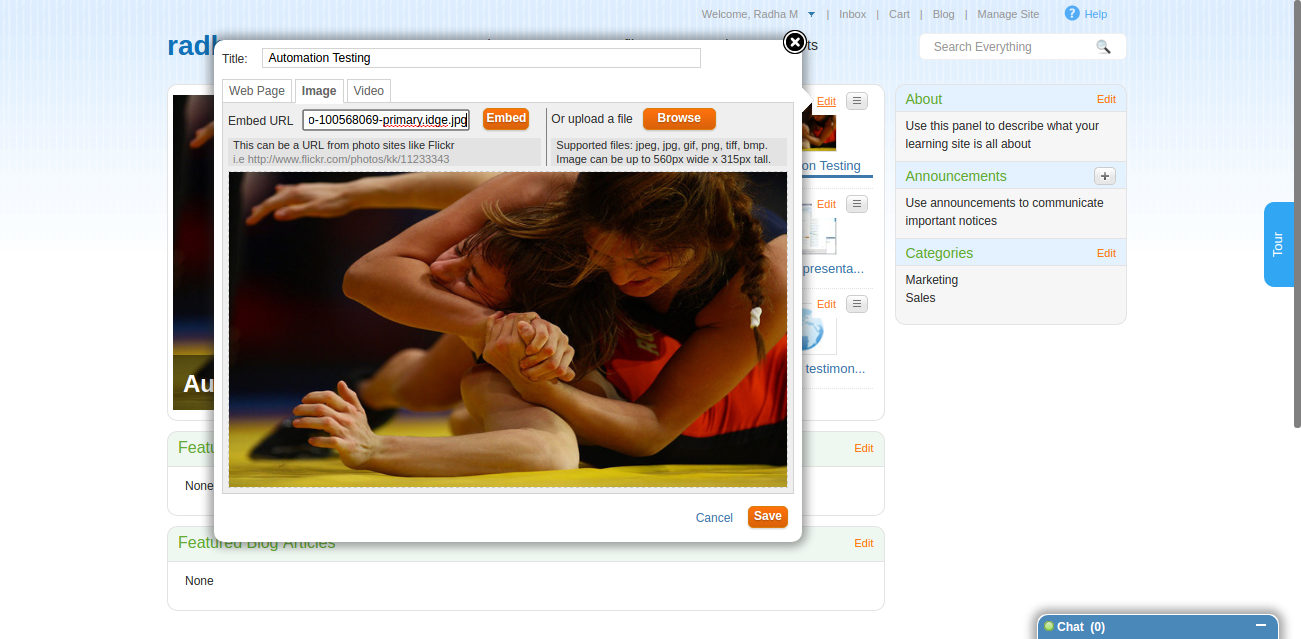 Welcome, Radha M | Inbox | Cart | Blog | Manage Site ? Help
radh
ts
Search Everything
Title: Automation Testing
Web Page Image Video
Embed URL o-100568069-primary.idge.jpg Embed Or upload a file Browse
This can be a URL from photo sites like Flickr
i.e http://www.flickr.com/photos/kk/11233343
Supported files: jpeg, jpg, gif, png, tiff, bmp.
Image can be up to 560px wide x 315px tall.
Au
Cancel Save
Edit
on Testing
Edit
presenta...
Edit
testimon...
About Edit
Use this panel to describe what your
learning site is all about
Announcements +
Use announcements to communicate
important notices
Categories Edit
Marketing
Sales
Tour
Featu Edit
None
Featured Blog Articles Edit
None
Chat (0)